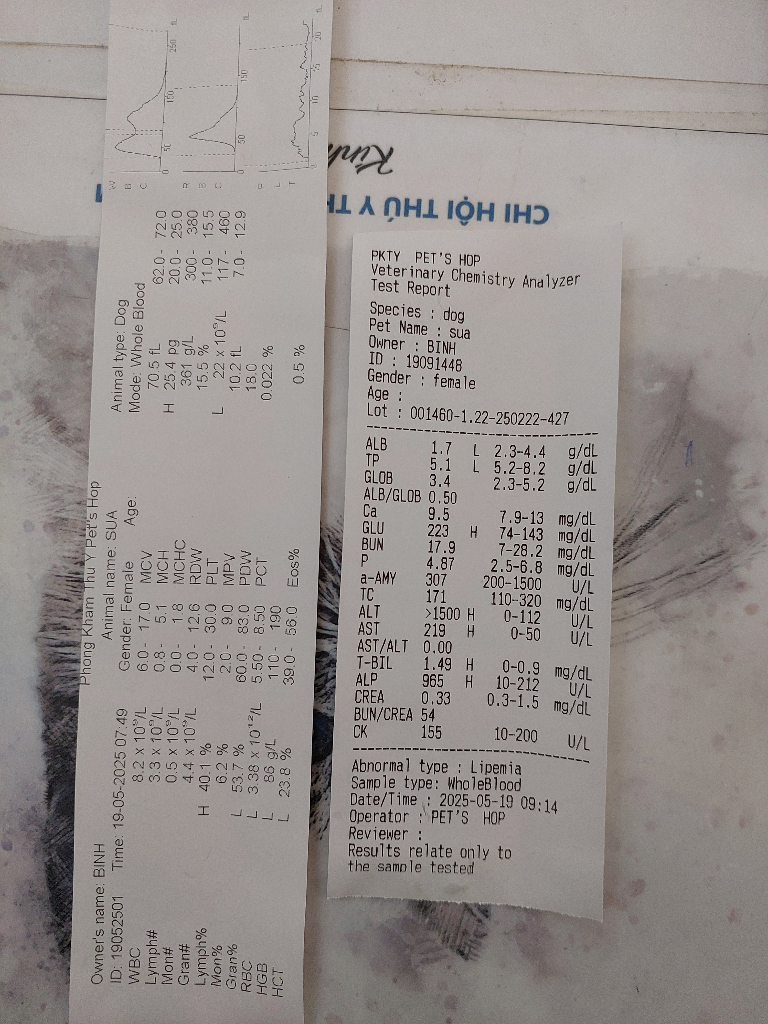 Phong Kham Thu Y Pet's Hop
Owner's name: BINH Animal name: SUA Animal type: Dog
ID: 19052501 Time: 19-05-2025 07:49 Gender: Female Age: Mode: Whole Blood
WBC 8.2 x 10⁹/L 6.0 - 17.0 MCV 70.5 fL 62.0 - 72.0
Lymph# 3.3 x 10⁹/L 0.8 - 5.1 MCH H 25.4 pg 20.0 - 25.0
Mon# 0.5 x 10⁹/L 0.0 - 1.8 MCHC 361 g/L 300 - 380
Gran# 4.4 x 10⁹/L 4.0 - 12.6 RDW 15.5 % 11.0 - 15.5
Lymph% H 40.1 % 12.0 - 30.0 PLT L 22 x 10⁹/L 117 - 460
Mon% 6.2 % 2.0 - 9.0 MPV 10.2 fL 7.0 - 12.9
Gran% L 53.7 % 60.0 - 83.0 PDW 18.0
RBC L 3.38 x 10¹²/L 5.50 - 8.50 PCT 0.022 %
HGB L 86 g/L 110 - 190
HCT L 23.8 % 39.0 - 56.0 Eos% 0.5 %
WBC
50 150 250 fL
RBC
50 150 fL
PLT
5 10 15 20 fL
CHI HỘI THÚ Y
PKTY PET'S HOP
Veterinary Chemistry Analyzer
Test Report
Species : dog
Pet Name : sua
Owner : BINH
ID : 19091448
Gender : female
Age :
Lot : 001460-1.22-250222-427
ALB 1.7 L 2.3-4.4 g/dL
TP 5.1 L 5.2-8.2 g/dL
GLOB 3.4 2.3-5.2 g/dL
ALB/GLOB 0.50
Ca 9.5 7.9-13 mg/dL
GLU 223 H 74-143 mg/dL
BUN 17.9 7-28.2 mg/dL
P 4.87 2.5-6.8 mg/dL
a-AMY 307 200-1500 U/L
TC 171 110-320 mg/dL
ALT >1500 H 0-112 U/L
AST 219 H 0-50 U/L
AST/ALT 0.00
T-BIL 1.49 H 0-0.9 mg/dL
ALP 965 H 10-212 U/L
CREA 0.33 0.3-1.5 mg/dL
BUN/CREA 54
CK 155 10-200 U/L
Abnormal type : Lipemia
Sample type: WholeBlood
Date/Time : 2025-05-19 09:14
Operator : PET'S HOP
Reviewer :
Results relate only to
the sample tested